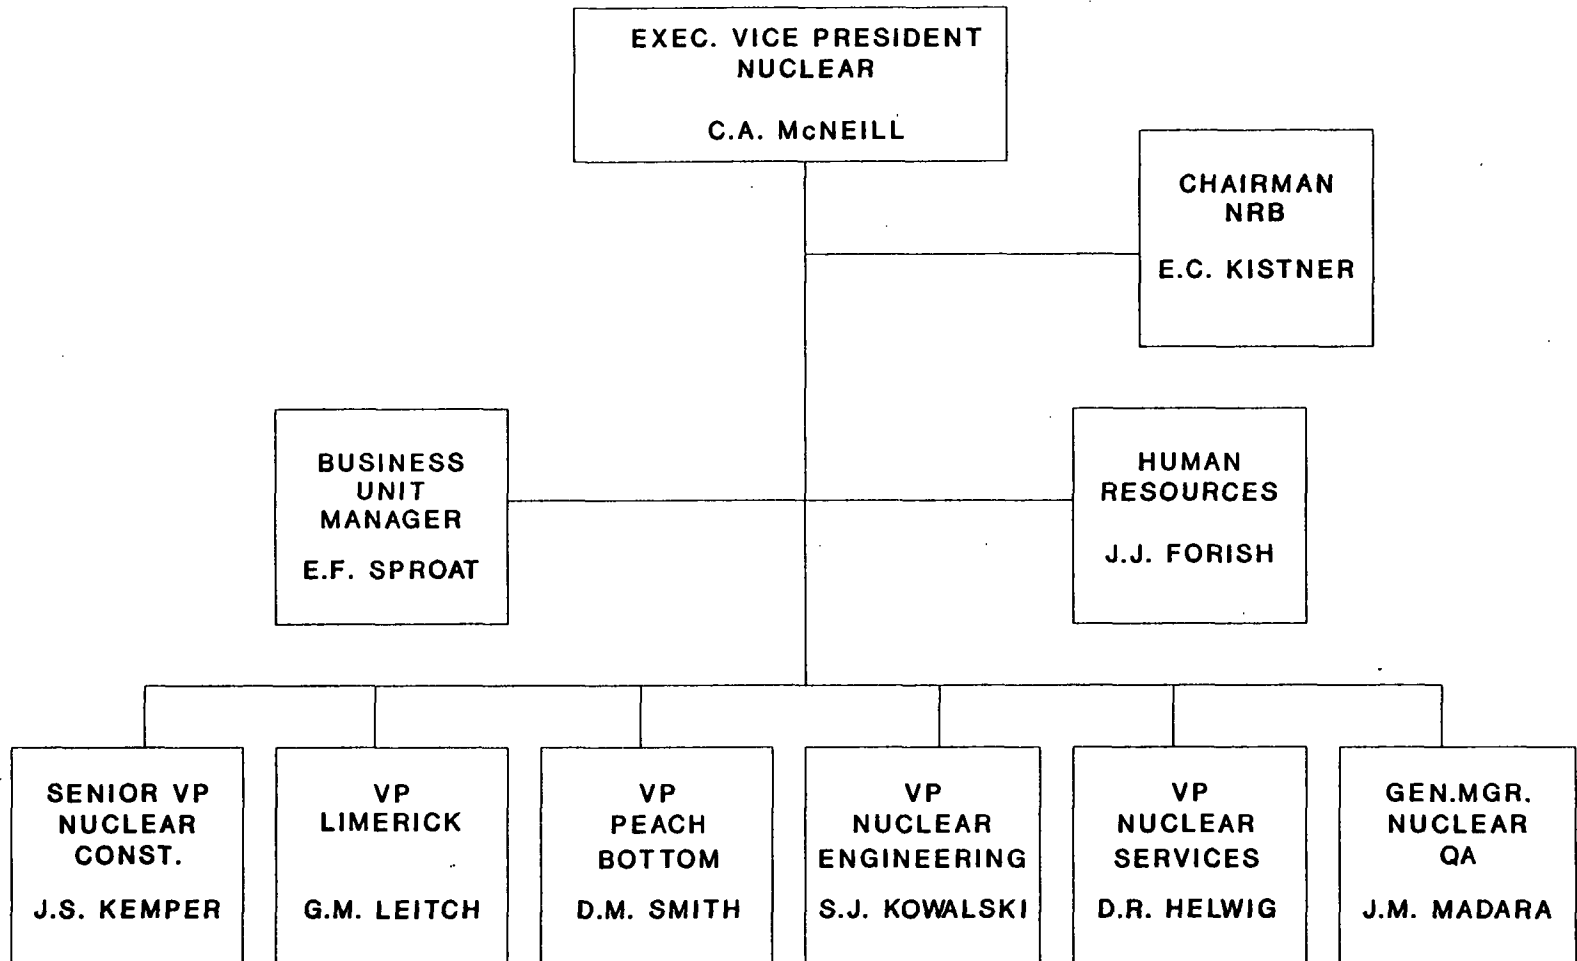 EXEC. VICE PRESIDENT
NUCLEAR
C.A. McNEILL
CHAIRMAN
NRB
E.C. KISTNER
BUSINESS
UNIT
MANAGER
E.F. SPROAT
HUMAN
RESOURCES
J.J. FORISH
SENIOR VP
NUCLEAR
CONST.
J.S. KEMPER
VP
LIMERICK
G.M. LEITCH
VP
PEACH
BOTTOM
D.M. SMITH
VP
NUCLEAR
ENGINEERING
S.J. KOWALSKI
VP
NUCLEAR
SERVICES
D.R. HELWIG
GEN.MGR.
NUCLEAR
QA
J.M. MADARA